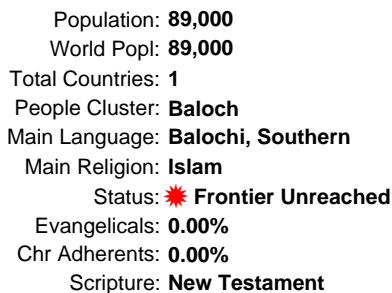 Population: 89,000
World Popl: 89,000
Total Countries: 1
People Cluster: Baloch
Main Language: Balochi, Southern
Main Religion: Islam
Status: Frontier Unreached
Evangelicals: 0.00%
Chr Adherents: 0.00%
Scripture: New Testament